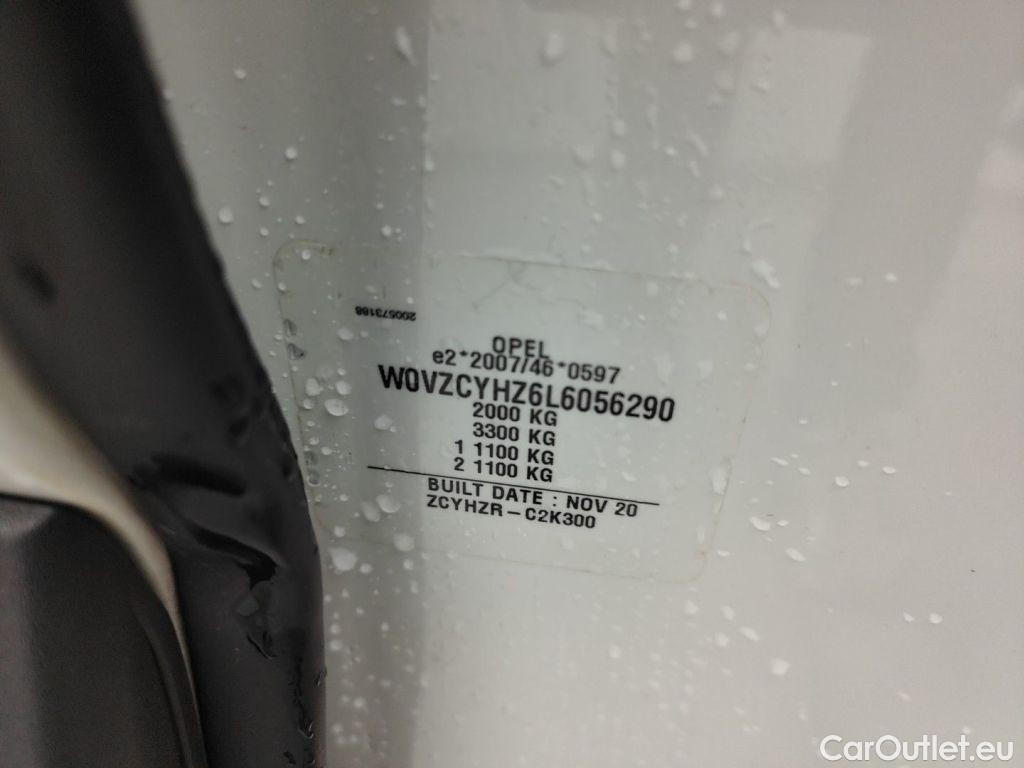 200573188
OPEL
e2*2007/46*0597
W0VZCYHZ6L6056290
2000 KG
3300 KG
1 1100 KG
2 1100 KG
BUILT DATE : NOV 20
ZCYHZR-C2K300
CarOutlet.eu